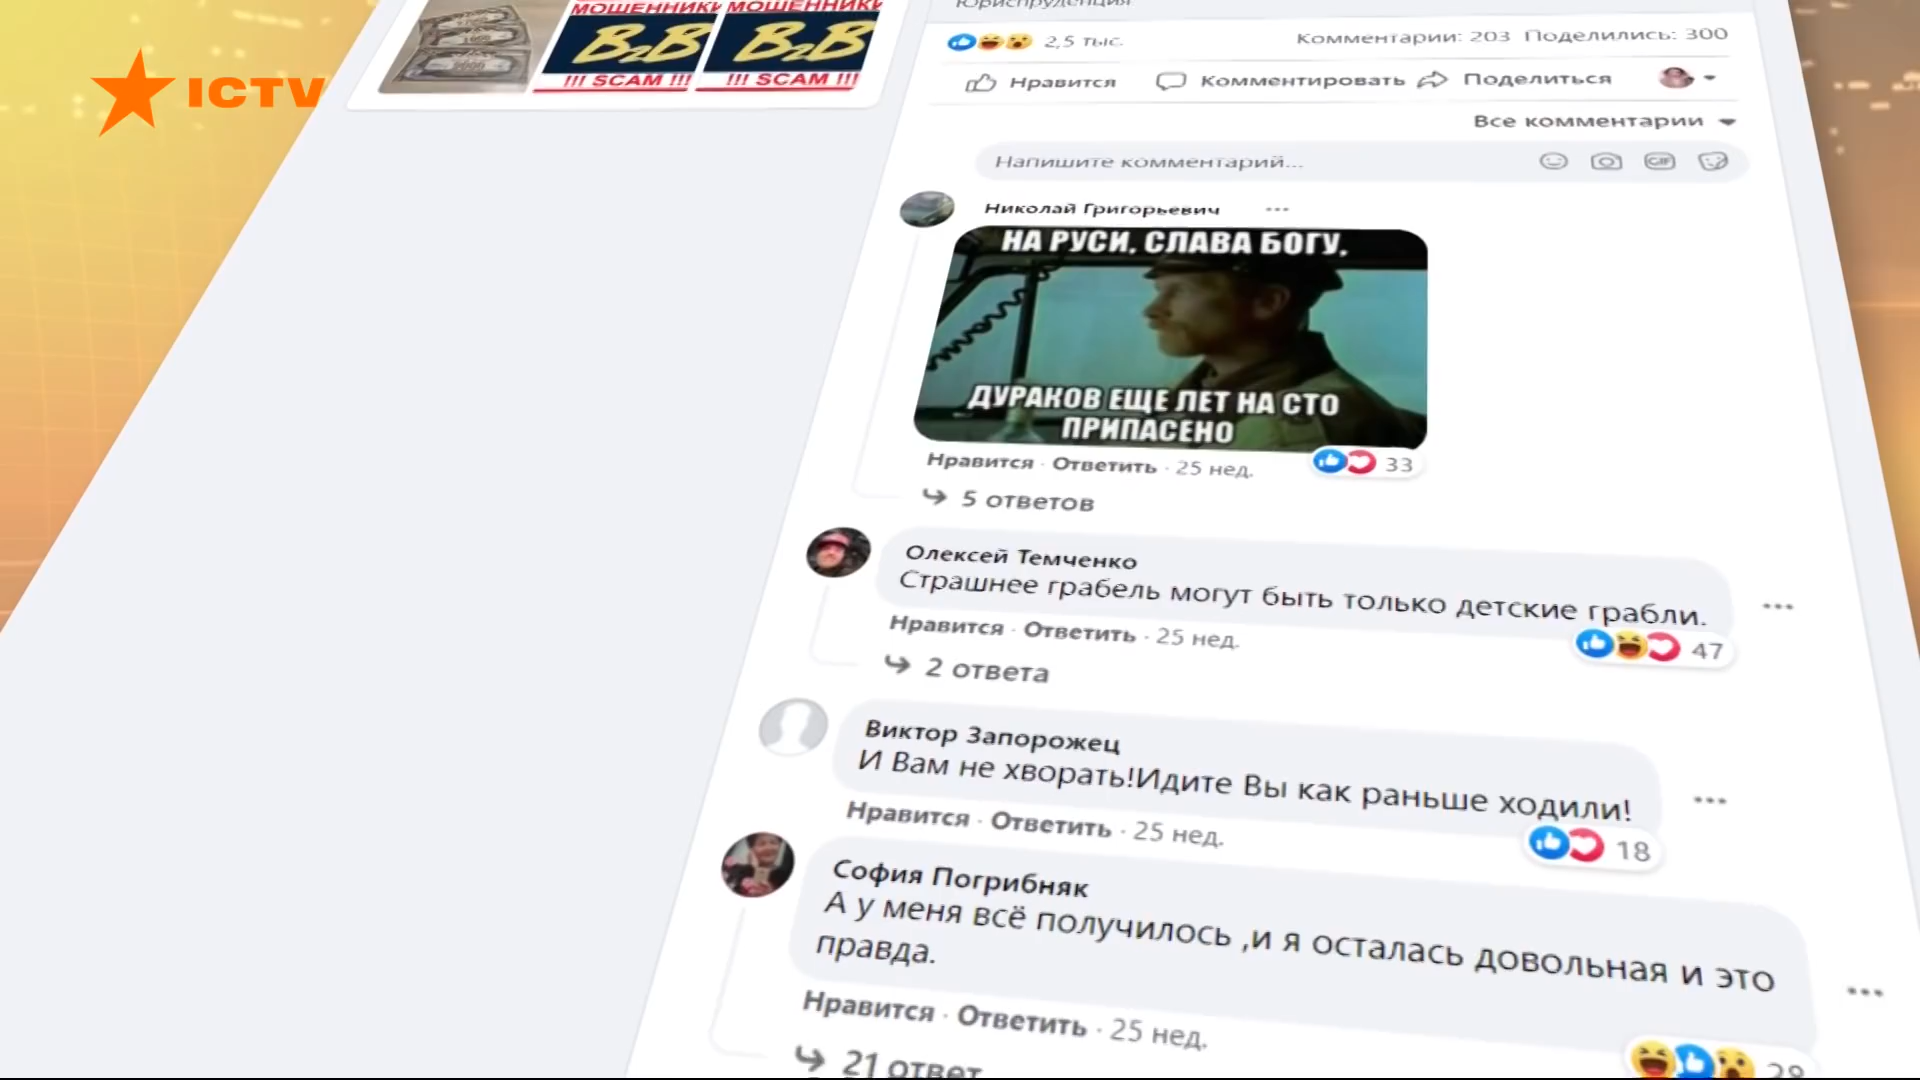 ICTV
МОШЕННИКИ МОШЕННИКИ
B2B B2B
!!! SCAM !!! !!! SCAM !!!
Юриспруденция
2,5 тыс. Комментарии: 203 Поделились: 300
Нравится Комментировать Поделиться
Все комментарии
Напишите комментарий...
GIF
Николай Григорьевич
НА РУСИ, СЛАВА БОГУ,
ДУРАКОВ ЕЩЕ ЛЕТ НА СТО
ПРИПАСЕНО
Нравится · Ответить · 25 нед. 33
5 ответов
Олексей Темченко
Страшнее грабель могут быть только детские грабли.
Нравится · Ответить · 25 нед. 47
2 ответа
Виктор Запорожец
И Вам не хворать!Идите Вы как раньше ходили!
Нравится · Ответить · 25 нед. 18
София Погрибняк
А у меня всё получилось ,и я осталась довольная и это
правда.
Нравится · Ответить · 25 нед.
21 ответ